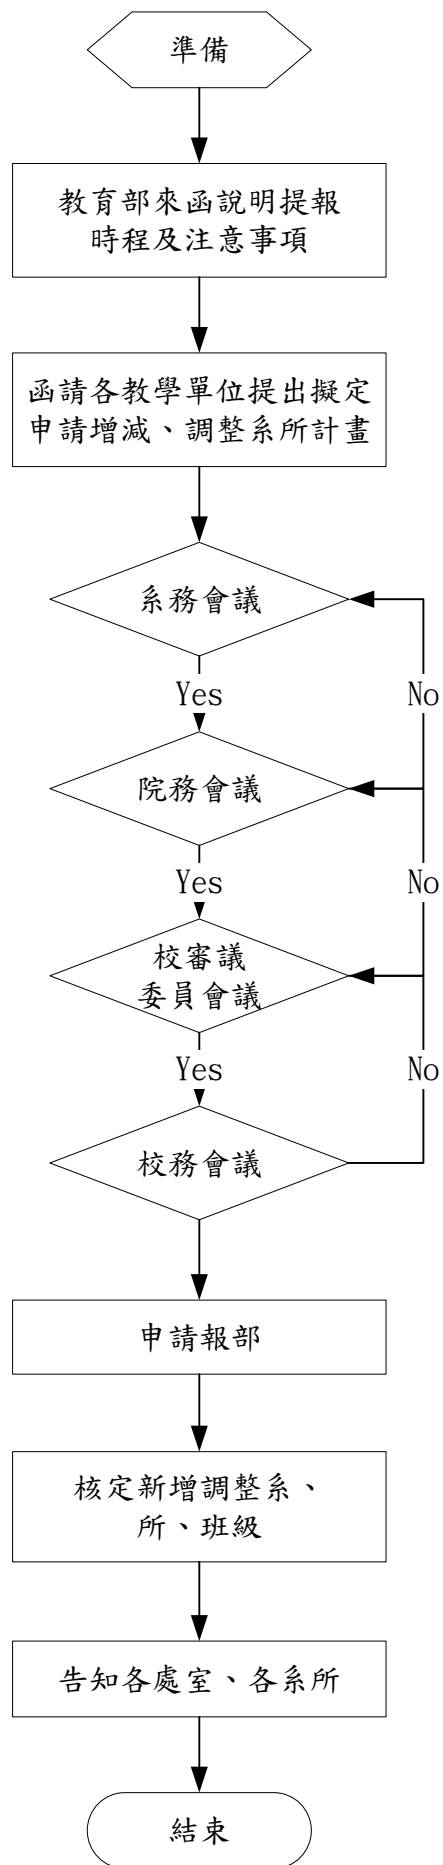 準備
教育部來函說明提報
時程及注意事項
函請各教學單位提出擬定
申請增減、調整系所計畫
系務會議
Yes
No
院務會議
Yes
No
校審議
委員會議
Yes
No
校務會議
申請報部
核定新增調整系、
所、班級
告知各處室、各系所
結束